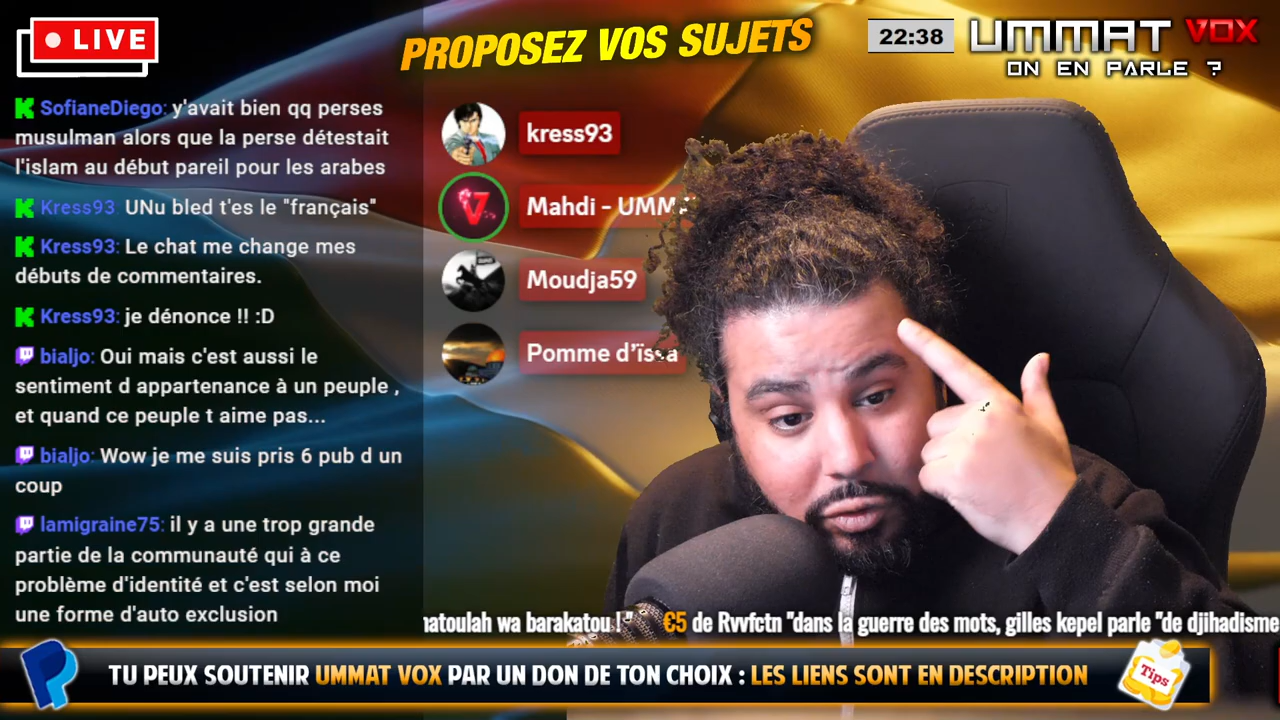 LIVE
PROPOSEZ VOS SUJETS
22:38
UMMAT VOX
ON EN PARLE ?
SofianeDiego: y'avait bien qq perses
musulman alors que la perse détestait
l'islam au début pareil pour les arabes
Kress93: UNu bled t'es le "français"
Kress93: Le chat me change mes
débuts de commentaires.
Kress93: je dénonce !! :D
bialjo: Oui mais c'est aussi le
sentiment d appartenance à un peuple ,
et quand ce peuple t aime pas...
bialjo: Wow je me suis pris 6 pub d un
coup
lamigraine75: il y a une trop grande
partie de la communauté qui à ce
problème d'identité et c'est selon moi
une forme d'auto exclusion
kress93
Mahdi - UMMA
Moudja59
Pomme d'issa
natoulah wa barakatou !" €5 de Rvvfctn "dans la guerre des mots, gilles kepel parle "de djihadisme
TU PEUX SOUTENIR UMMAT VOX PAR UN DON DE TON CHOIX : LES LIENS SONT EN DESCRIPTION
Tips